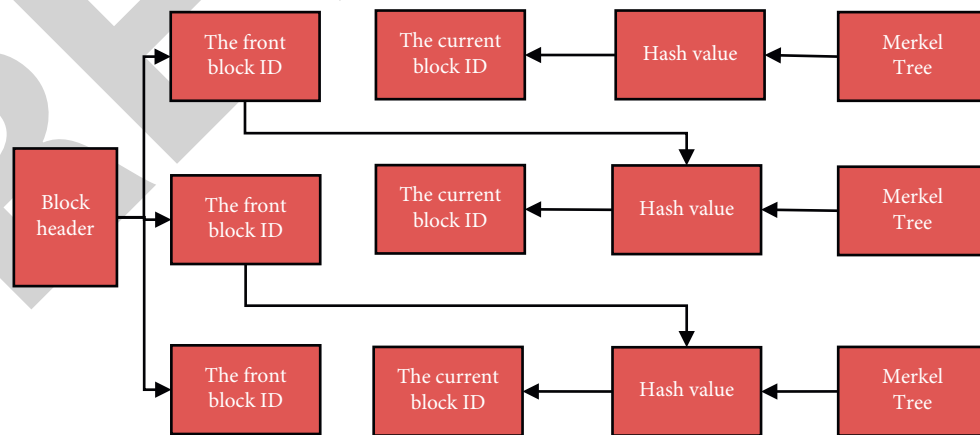 The front
block ID
The current
block ID
Hash value
Merkel
Tree
Block
header
The front
block ID
The current
block ID
Hash value
Merkel
Tree
The front
block ID
The current
block ID
Hash value
Merkel
Tree